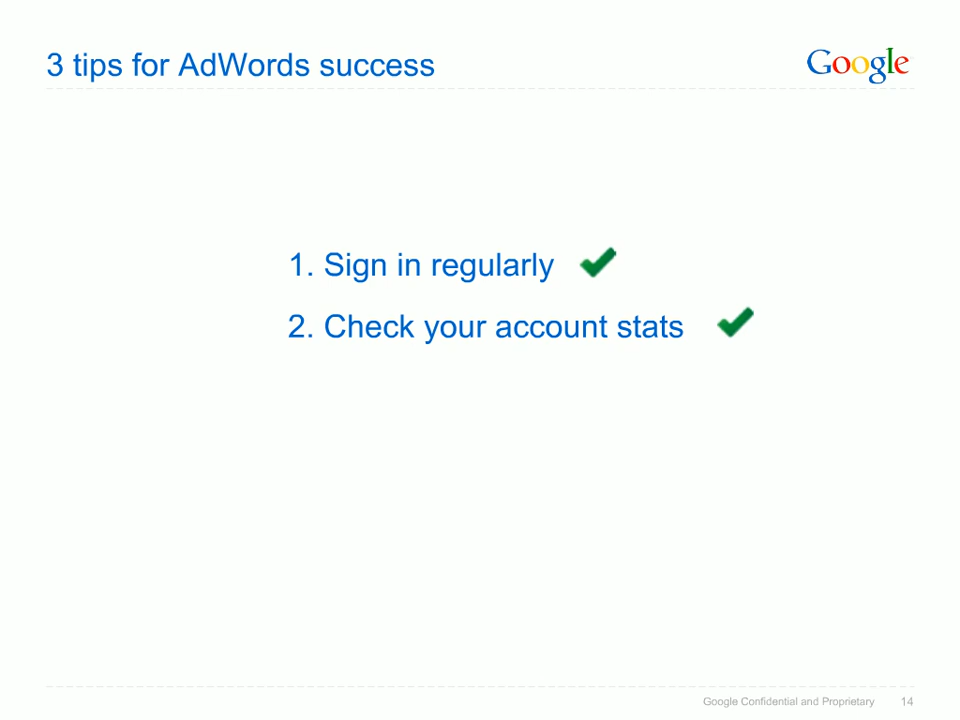 3 tips for AdWords success
Google
1. Sign in regularly
2. Check your account stats
Google Confidential and Proprietary 14